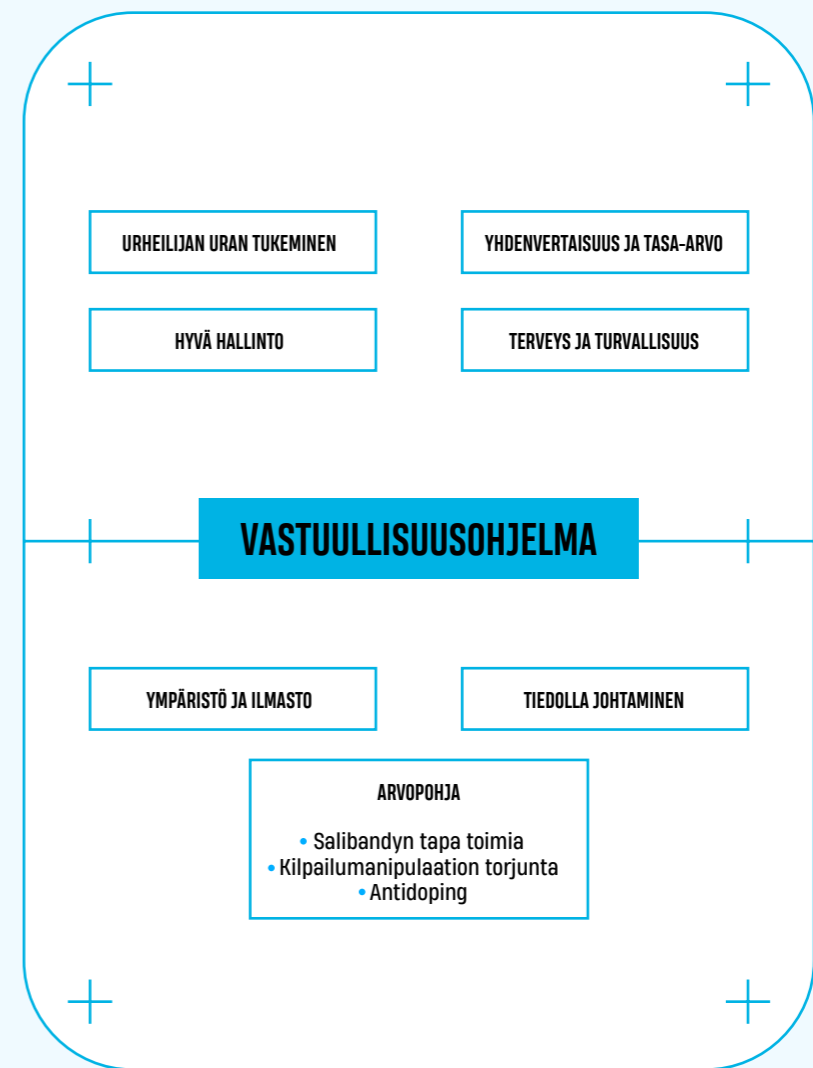 URHEILIJAN URAN TUKEMINEN
YHDENVERTAISUUS JA TASA-ARVO
HYVÄ HALLINTO
TERVEYS JA TURVALLISUUS
VASTUULLISUUSOHJELMA
YMPÄRISTÖ JA ILMASTO
TIEDOLLA JOHTAMINEN
ARVOPOHJA
• Salibandyn tapa toimia
• Kilpailumanipulaation torjunta
• Antidoping